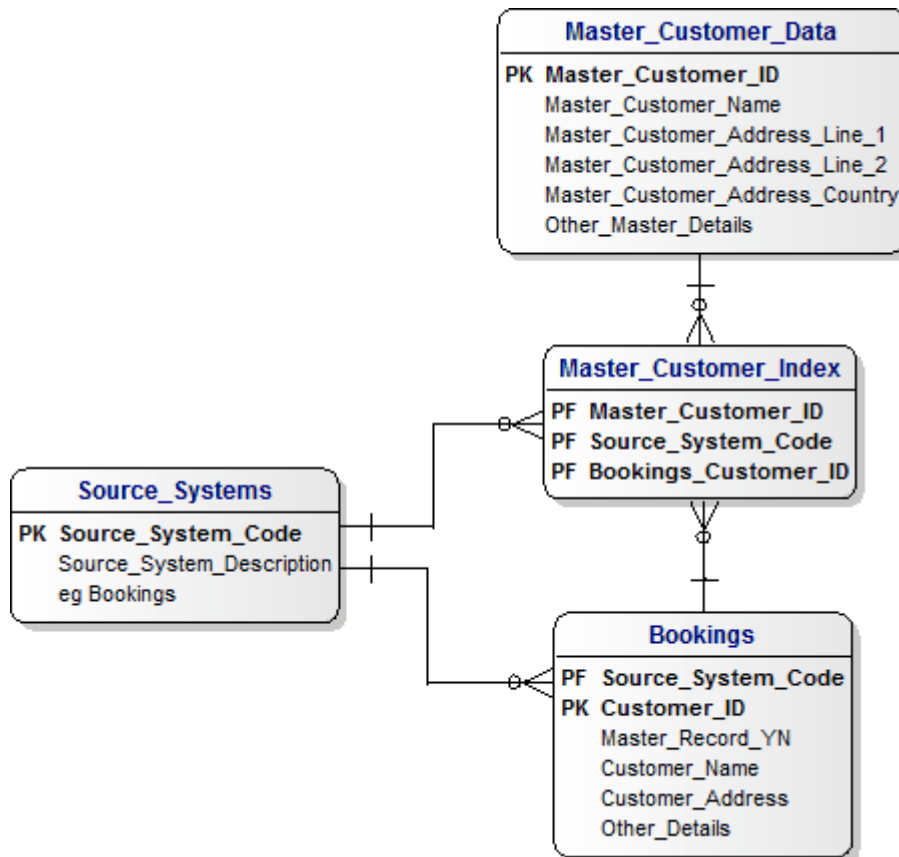 Master_Customer_Data
PK Master_Customer_ID
Master_Customer_Name
Master_Customer_Address_Line_1
Master_Customer_Address_Line_2
Master_Customer_Address_Country
Other_Master_Details
Master_Customer_Index
PF Master_Customer_ID
PF Source_System_Code
PF Bookings_Customer_ID
Source_Systems
PK Source_System_Code
Source_System_Description
eg Bookings
Bookings
PF Source_System_Code
PK Customer_ID
Master_Record_YN
Customer_Name
Customer_Address
Other_Details